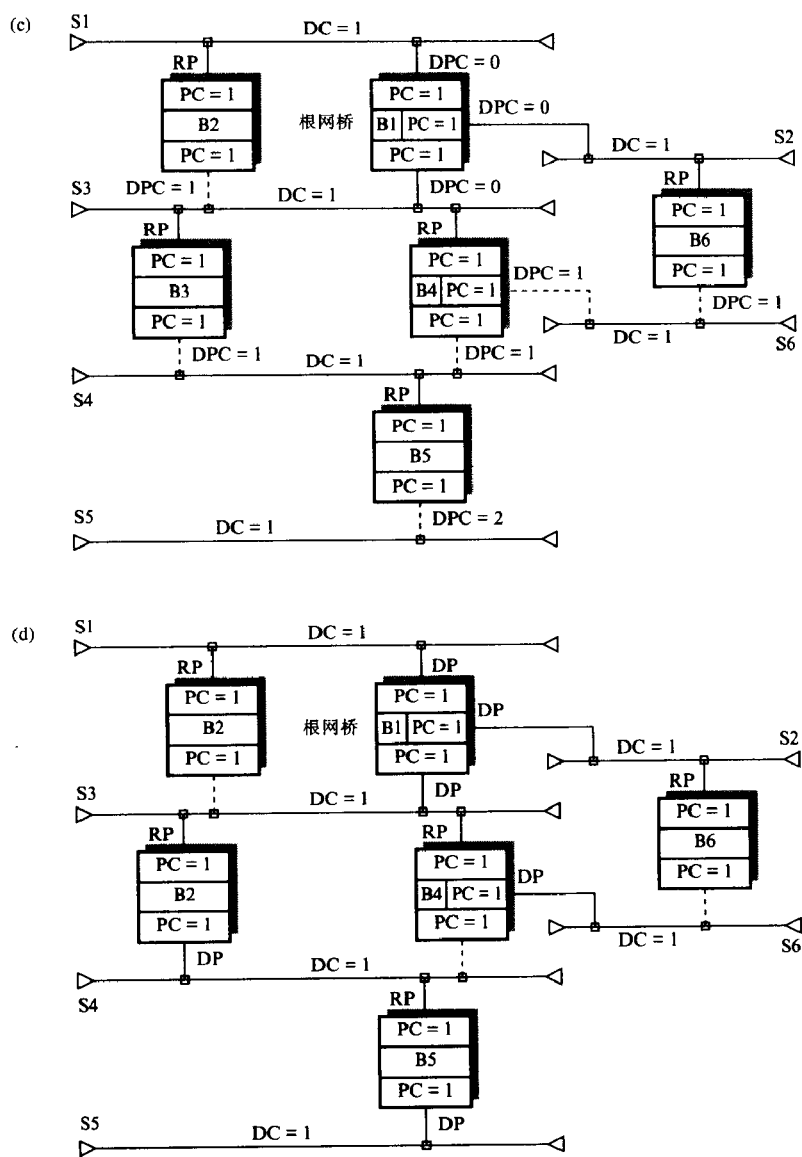 (c)
S1
DC = 1
RP
DPC = 0
PC = 1
B2
PC = 1
根网桥
PC = 1
B1 PC = 1
PC = 1
DPC = 0
S2
DC = 1
DPC = 1
DPC = 0
S3
DC = 1
RP
PC = 1
B6
PC = 1
RP
PC = 1
B3
PC = 1
RP
PC = 1
B4 PC = 1
PC = 1
DPC = 1
DPC = 1
DC = 1
S6
DPC = 1
DPC = 1
DC = 1
S4
RP
PC = 1
B5
PC = 1
S5
DC = 1
DPC = 2
(d)
S1
DC = 1
RP
DP
PC = 1
B2
PC = 1
根网桥
PC = 1
B1 PC = 1
PC = 1
DP
S2
DC = 1
DP
S3
DC = 1
RP
PC = 1
B6
PC = 1
RP
PC = 1
B2
PC = 1
RP
PC = 1
B4 PC = 1
PC = 1
DP
DC = 1
S6
DP
DC = 1
S4
RP
PC = 1
B5
PC = 1
DP
S5
DC = 1